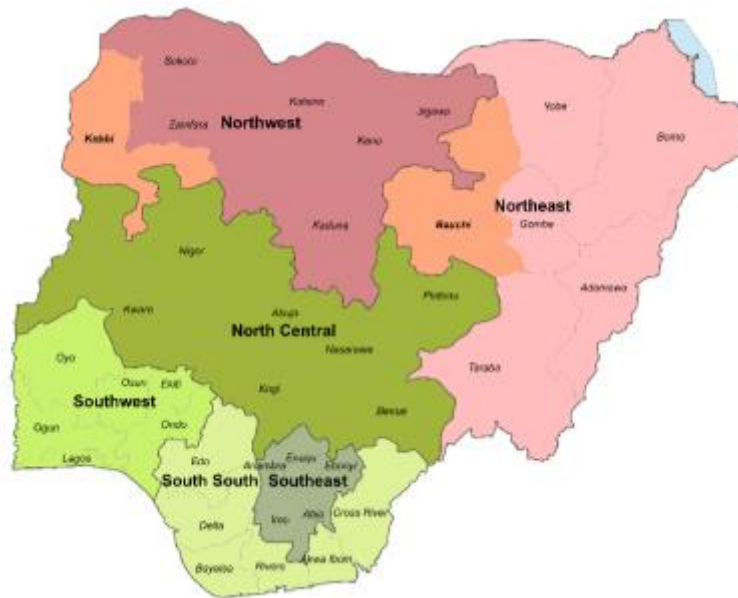 Sokoto
Katsina
Jigawa
Yobe
Borno
Zamfara
Northwest
Kebbi
Kano
Northeast
Gombe
Bauchi
Kaduna
Niger
Adamawa
Plateau
Kwara
Abuja
North Central
Nasarawa
Oyo
Taraba
Osun
Ekiti
Kogi
Southwest
Benue
Ogun
Ondo
Lagos
Edo
Anambra
Enugu
Ebonyi
South South
Southeast
Delta
Imo
Abia
Cross River
Bayelsa
Rivers
Akwa Ibom